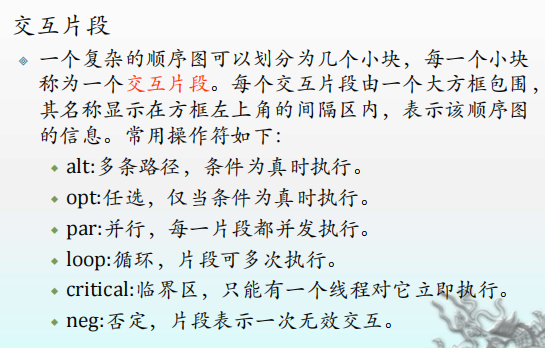 交互片段
一个复杂的顺序图可以划分为几个小块，每一个小块
称为一个交互片段。每个交互片段由一个大方框包围，
其名称显示在方框左上角的间隔区内，表示该顺序图
的信息。常用操作符如下：
alt:多条路径，条件为真时执行。
opt:任选，仅当条件为真时执行。
par:并行，每一片段都并发执行。
loop:循环，片段可多次执行。
critical:临界区，只能有一个线程对它立即执行。
neg:否定，片段表示一次无效交互。